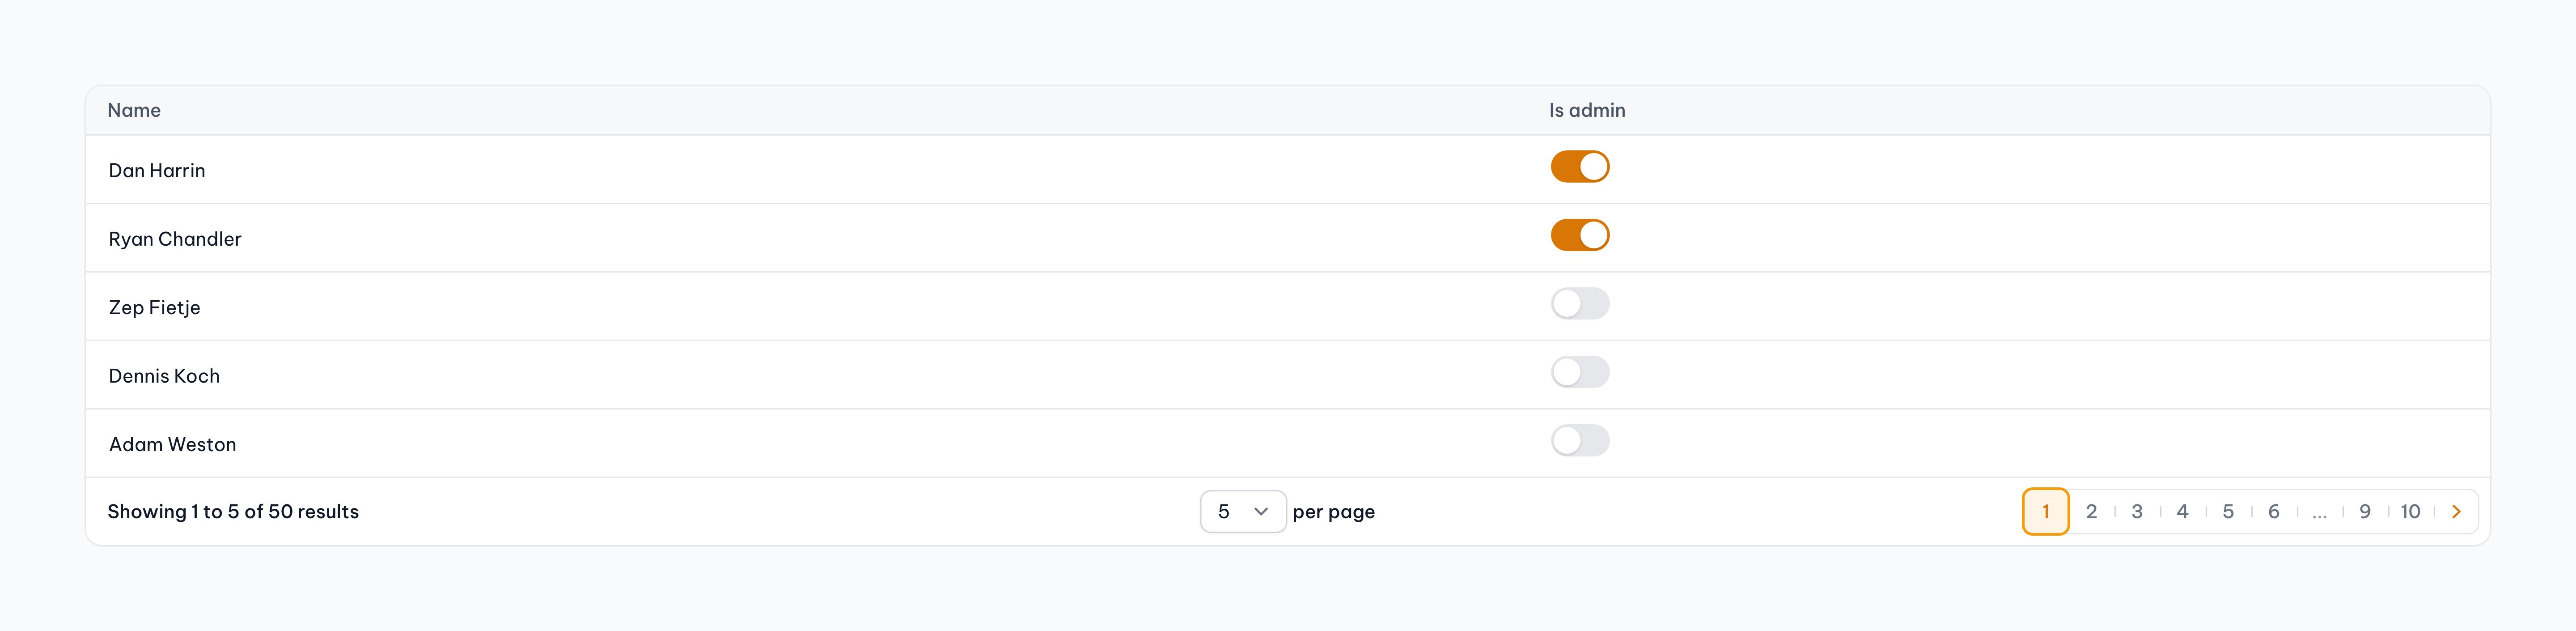 Name Is admin
Dan Harrin
Ryan Chandler
Zep Fietje
Dennis Koch
Adam Weston
Showing 1 to 5 of 50 results 5 per page 1 2 3 4 5 6 ... 9 10